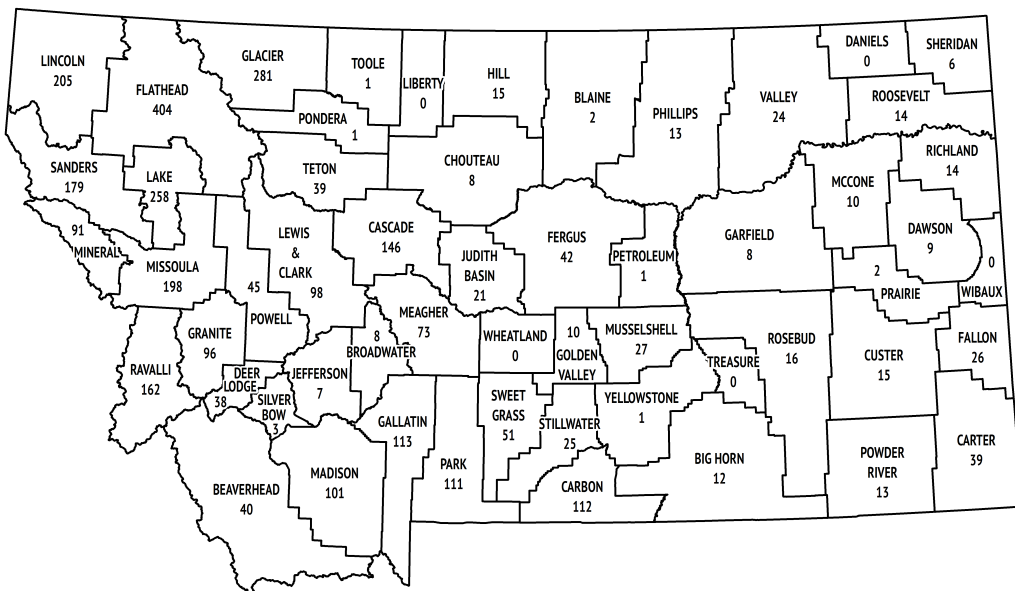 LINCOLN
205
FLATHEAD
404
GLACIER
281
TOOLE
1
LIBERTY
0
HILL
15
BLAINE
2
PHILLIPS
13
VALLEY
24
DANIELS
0
SHERIDAN
6
ROOSEVELT
14
PONDERA
1
SANDERS
179
LAKE
258
TETON
39
CHOUTEAU
8
RICHLAND
14
MCCONE
10
91
MINERAL
MISSOULA
198
45
POWELL
LEWIS
&
CLARK
98
CASCADE
146
JUDITH
BASIN
21
FERGUS
42
PETROLEUM
1
GARFIELD
8
DAWSON
9
0
WIBAUX
2
PRAIRIE
GRANITE
96
RAVALLI
162
DEER
LODGE
38
SILVER
BOW
3
JEFFERSON
7
8
BROADWATER
MEAGHER
73
WHEATLAND
0
10
GOLDEN
VALLEY
MUSSELSHELL
27
TREASURE
0
ROSEBUD
16
CUSTER
15
FALLON
26
GALLATIN
113
SWEET
GRASS
51
STILLWATER
25
YELLOWSTONE
1
BEAVERHEAD
40
MADISON
101
PARK
111
CARBON
112
BIG HORN
12
POWDER
RIVER
13
CARTER
39